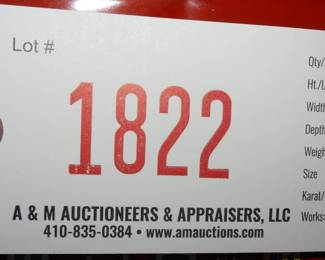 Lot #
1822
A & M AUCTIONEERS & APPRAISERS, LLC
410-835-0384 • www.amauctions.com
Qty/
Ht./L
Width
Depth
Weigh
Size
Karat/
Works